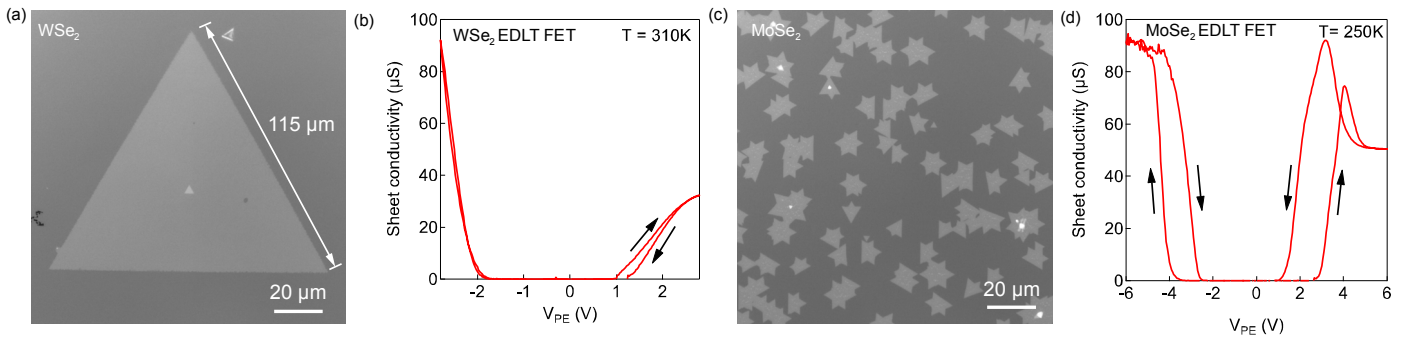 (a)
WSe2
115 μm
20 μm
(b)
WSe2 EDLT FET
T = 310K
Sheet conductivity (μS)
100
80
60
40
20
0
-2
-1
0
1
2
VPE (V)
(c)
MoSe2
20 μm
(d)
MoSe2 EDLT FET
T= 250K
Sheet conductivity (μS)
100
80
60
40
20
0
-6
-4
-2
0
2
4
6
VPE (V)